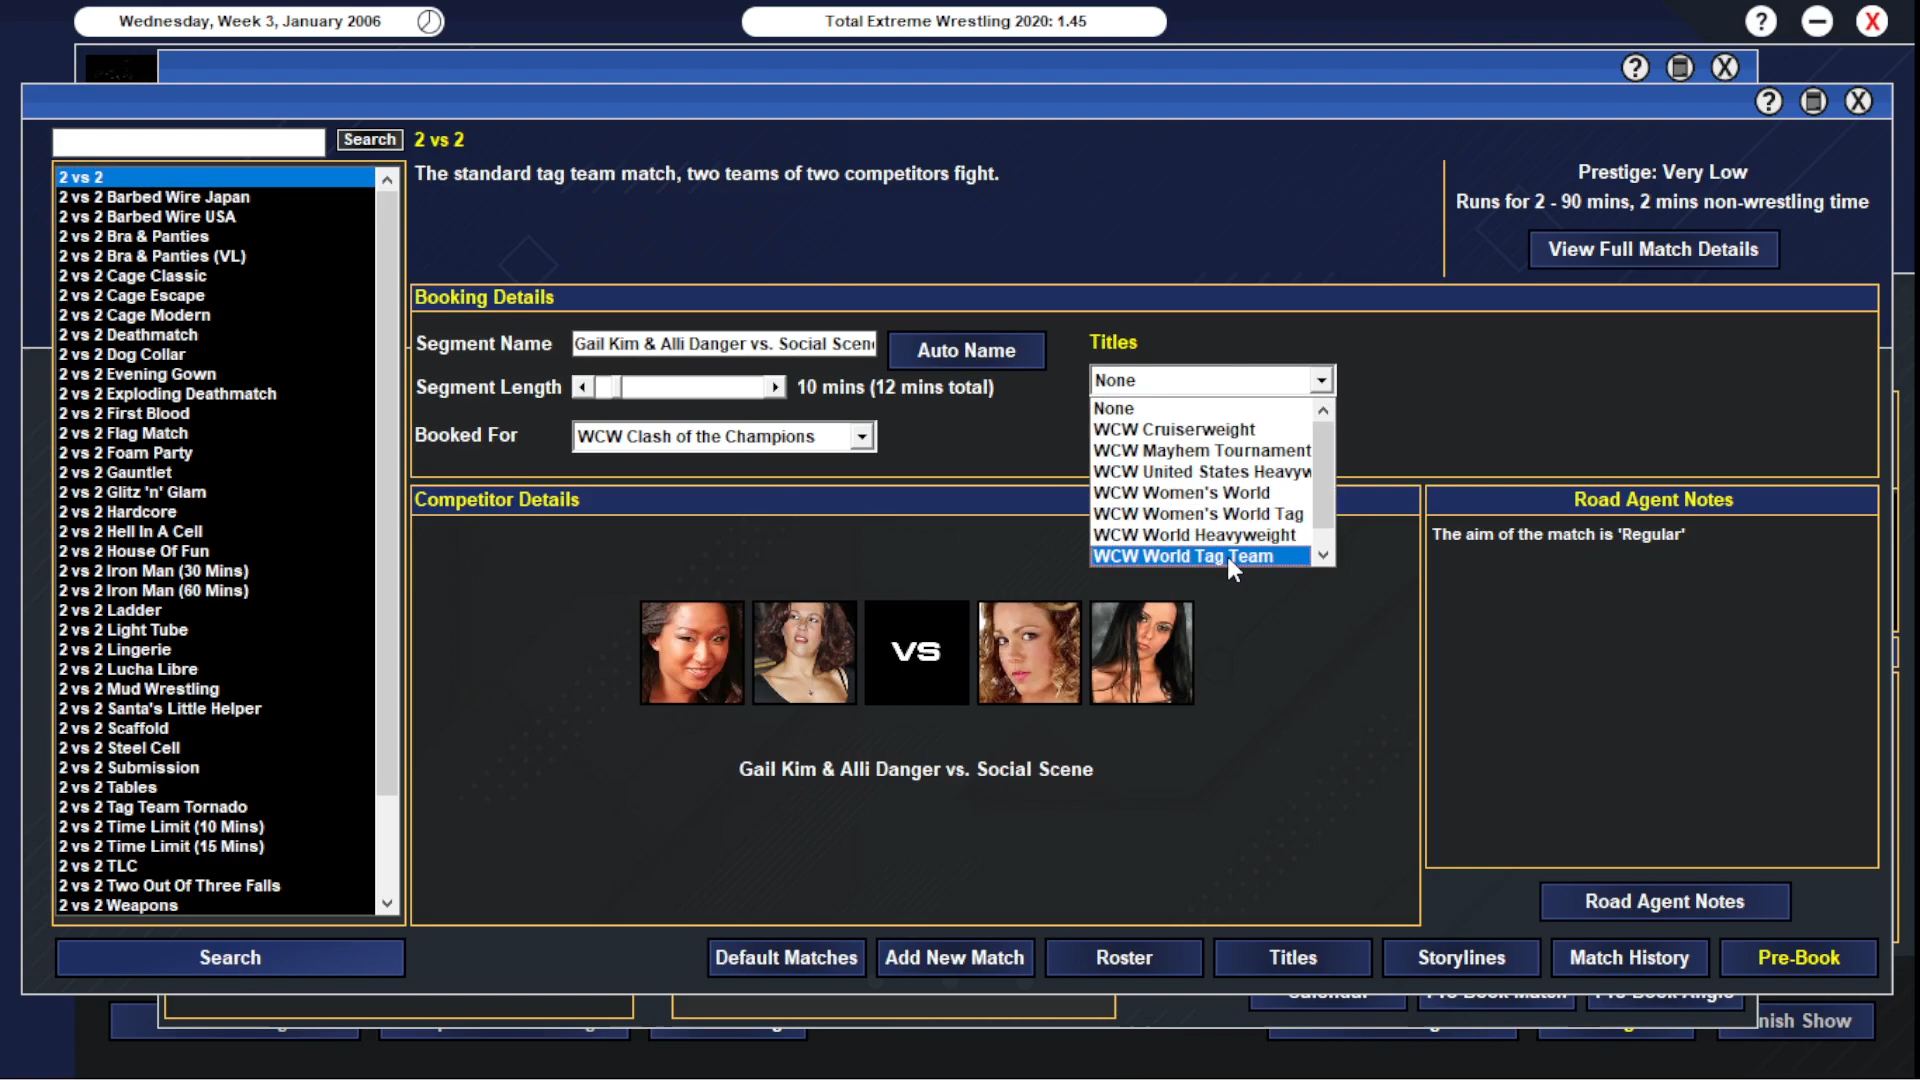 Wednesday, Week 3, January 2006
Total Extreme Wrestling 2020: 1.45
?
X
?
X
?
X
Search
2 vs 2
The standard tag team match, two teams of two competitors fight.
Prestige: Very Low
Runs for 2 - 90 mins, 2 mins non-wrestling time
View Full Match Details
2 vs 2
2 vs 2 Barbed Wire Japan
2 vs 2 Barbed Wire USA
2 vs 2 Bra & Panties
2 vs 2 Bra & Panties (VL)
2 vs 2 Cage Classic
2 vs 2 Cage Escape
2 vs 2 Cage Modern
2 vs 2 Deathmatch
2 vs 2 Dog Collar
2 vs 2 Evening Gown
2 vs 2 Exploding Deathmatch
2 vs 2 First Blood
2 vs 2 Flag Match
2 vs 2 Foam Party
2 vs 2 Gauntlet
2 vs 2 Glitz 'n' Glam
2 vs 2 Hardcore
2 vs 2 Hell In A Cell
2 vs 2 House Of Fun
2 vs 2 Iron Man (30 Mins)
2 vs 2 Iron Man (60 Mins)
2 vs 2 Ladder
2 vs 2 Light Tube
2 vs 2 Lingerie
2 vs 2 Lucha Libre
2 vs 2 Mud Wrestling
2 vs 2 Santa's Little Helper
2 vs 2 Scaffold
2 vs 2 Steel Cell
2 vs 2 Submission
2 vs 2 Tables
2 vs 2 Tag Team Tornado
2 vs 2 Time Limit (10 Mins)
2 vs 2 Time Limit (15 Mins)
2 vs 2 TLC
2 vs 2 Two Out Of Three Falls
2 vs 2 Weapons
Booking Details
Segment Name
Gail Kim & Alli Danger vs. Social Scen
Auto Name
Segment Length
10 mins (12 mins total)
Booked For
WCW Clash of the Champions
Titles
None
None
WCW Cruiserweight
WCW Mayhem Tournament
WCW United States Heavyw
WCW Women's World
WCW Women's World Tag
WCW World Heavyweight
WCW World Tag Team
Competitor Details
VS
Gail Kim & Alli Danger vs. Social Scene
Road Agent Notes
The aim of the match is 'Regular'
Road Agent Notes
Search
Default Matches
Add New Match
Roster
Titles
Storylines
Match History
Pre-Book
Calendar
Pre-Book Match
Pre-Book Angle
nish Show